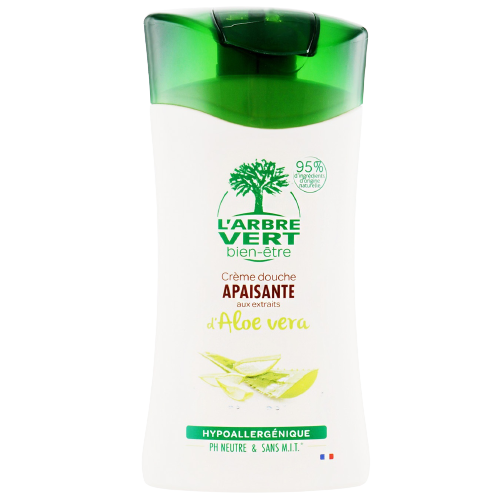 95%
d'ingrédients
d'origine
naturelle
L'ARBRE
VERT
bien-être
Crème douche
APAISANTE
aux extraits
d'Aloe vera
HYPOALLERGÉNIQUE
PH NEUTRE & SANS M.I.T.*